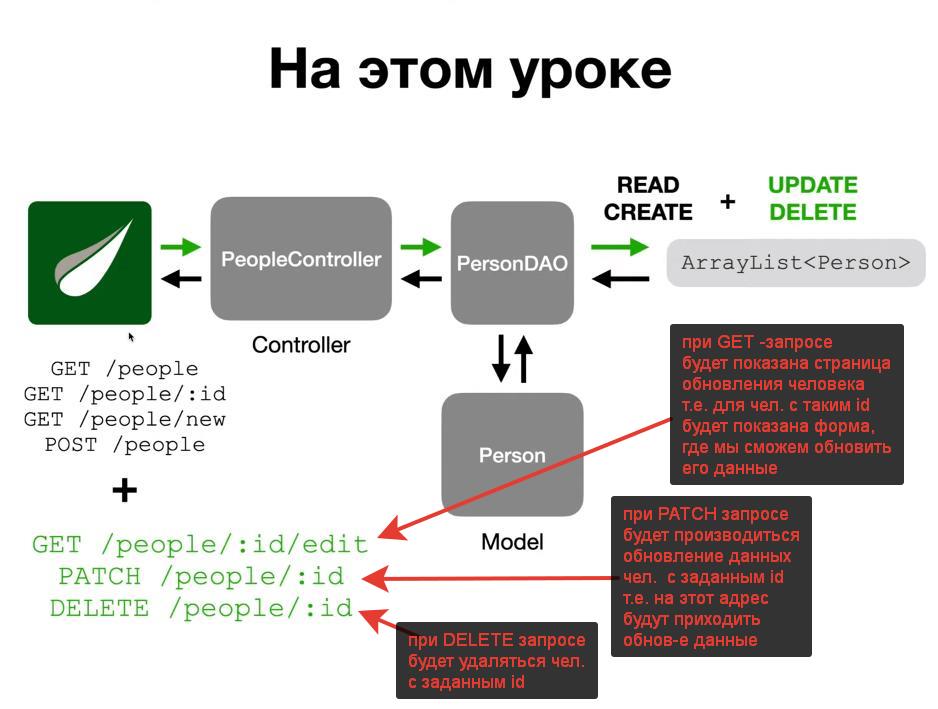 На этом уроке
READ
CREATE
+
UPDATE
DELETE
PeopleController
PersonDAO
ArrayList<Person>
Controller
GET /people
GET /people/:id
GET /people/new
POST /people
+
GET /people/:id/edit
PATCH /people/:id
DELETE /people/:id
Person
Model
при GET -запросе
будет показана страница
обновления человека
т.е. для чел. с таким id
будет показана форма,
где мы сможем обновить
его данные
при PATCH запросе
будет производиться
обновление данных
чел. с заданным id
т.е. на этот адрес
будут приходить
обнов-е данные
при DELETE запросе
будет удаляться чел.
с заданным id